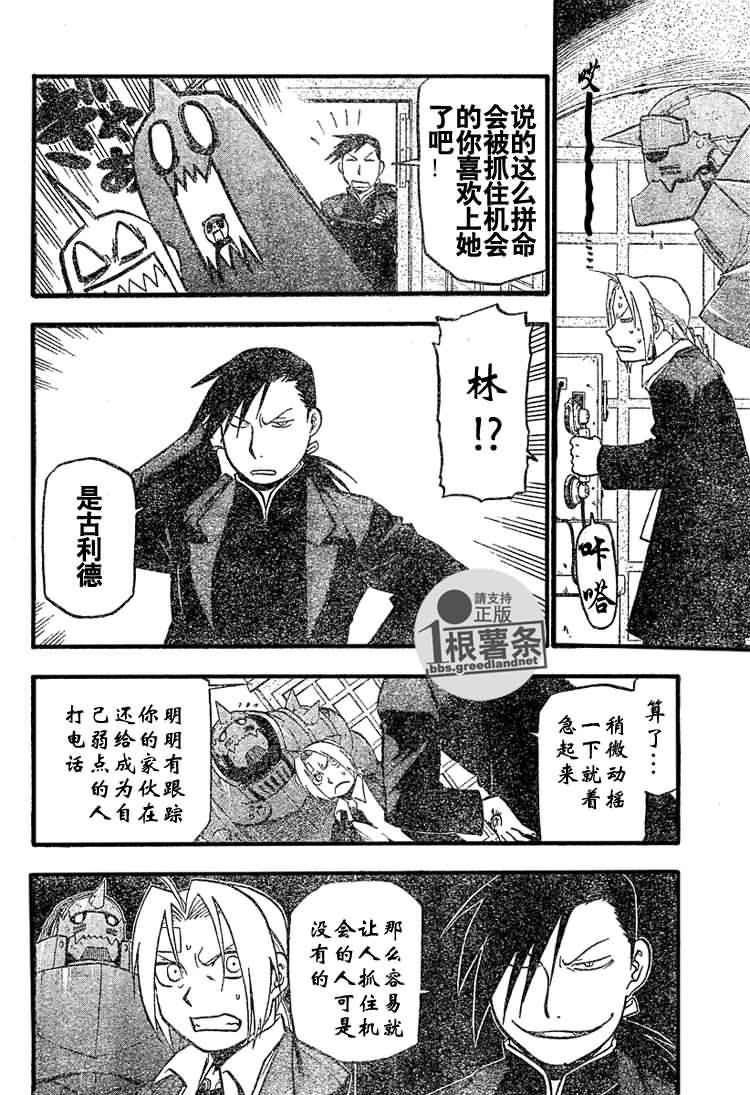 哎
咔嗒
说的这么拼命
会被抓住机会
的你喜欢上她
了吧！
林
!?
是古利德
請支持
正版
1根薯条
bbs.greedland.net
算了…
稍微动摇
一下就着
急起来
明明有跟踪
你的家伙在
还给成为自
己弱点的人
打电话
那么容易就
让人抓住机
会的人可是
没有的